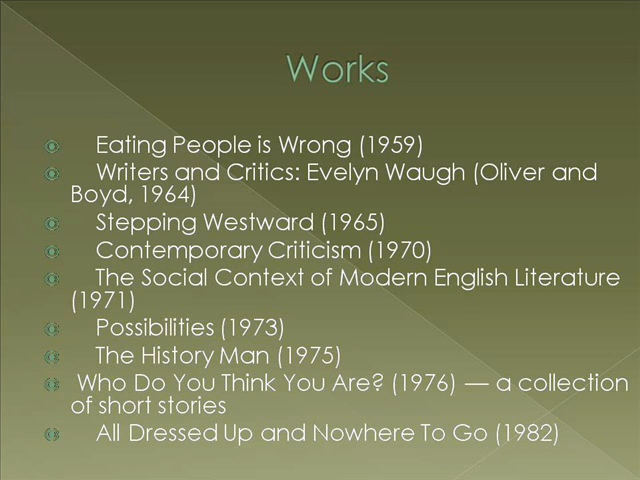 Works
Eating People is Wrong (1959)
Writers and Critics: Evelyn Waugh (Oliver and
Boyd, 1964)
Stepping Westward (1965)
Contemporary Criticism (1970)
The Social Context of Modern English Literature
(1971)
Possibilities (1973)
The History Man (1975)
Who Do You Think You Are? (1976) — a collection
of short stories
All Dressed Up and Nowhere To Go (1982)